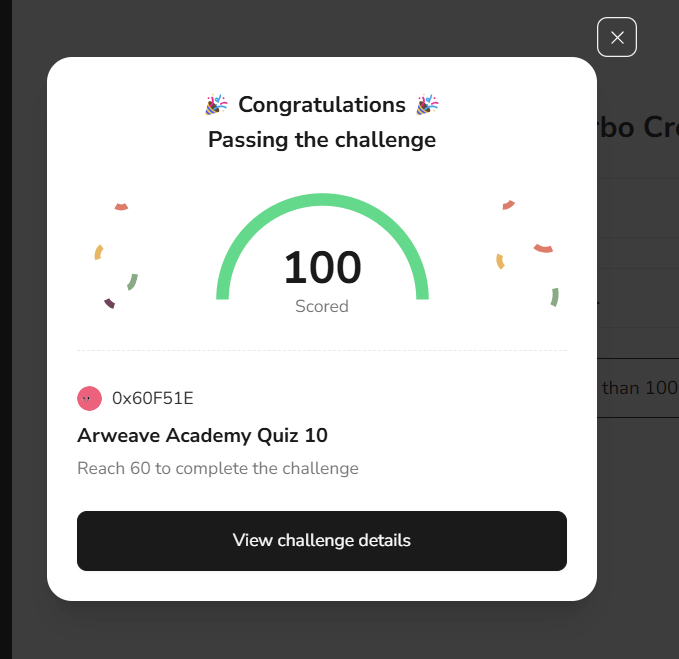 🎉 Congratulations 🎉
Passing the challenge
rbo Cre
100
Scored
than 100
0x60F51E
Arweave Academy Quiz 10
Reach 60 to complete the challenge
View challenge details